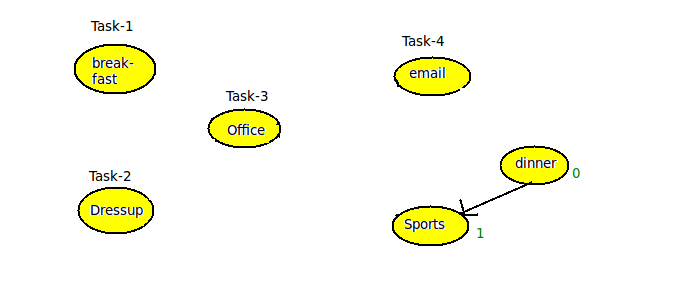 Task-1
break-
fast
Task-2
Dressup
Task-3
Office
Task-4
email
dinner
0
Sports
1